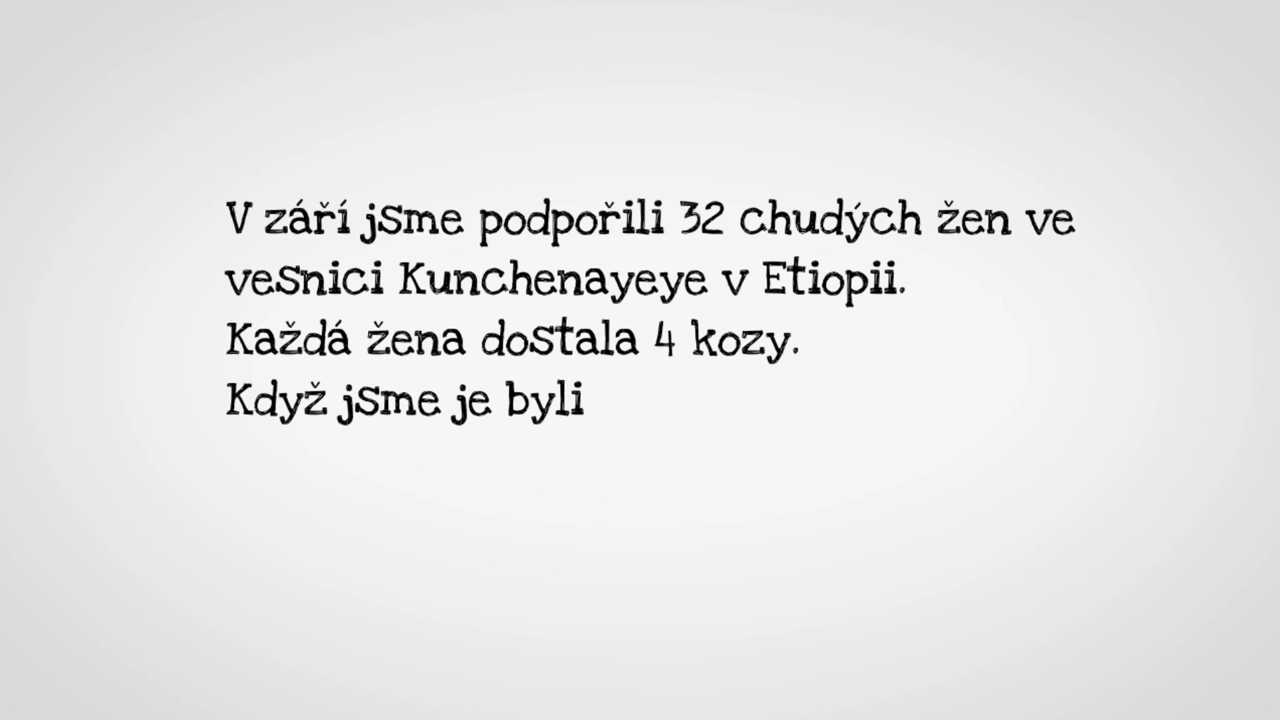 V září jsme podpořili 32 chudých žen ve
vesnici Kunchenayeye v Etiopii.
Každá žena dostala 4 kozy.
Když jsme je byli